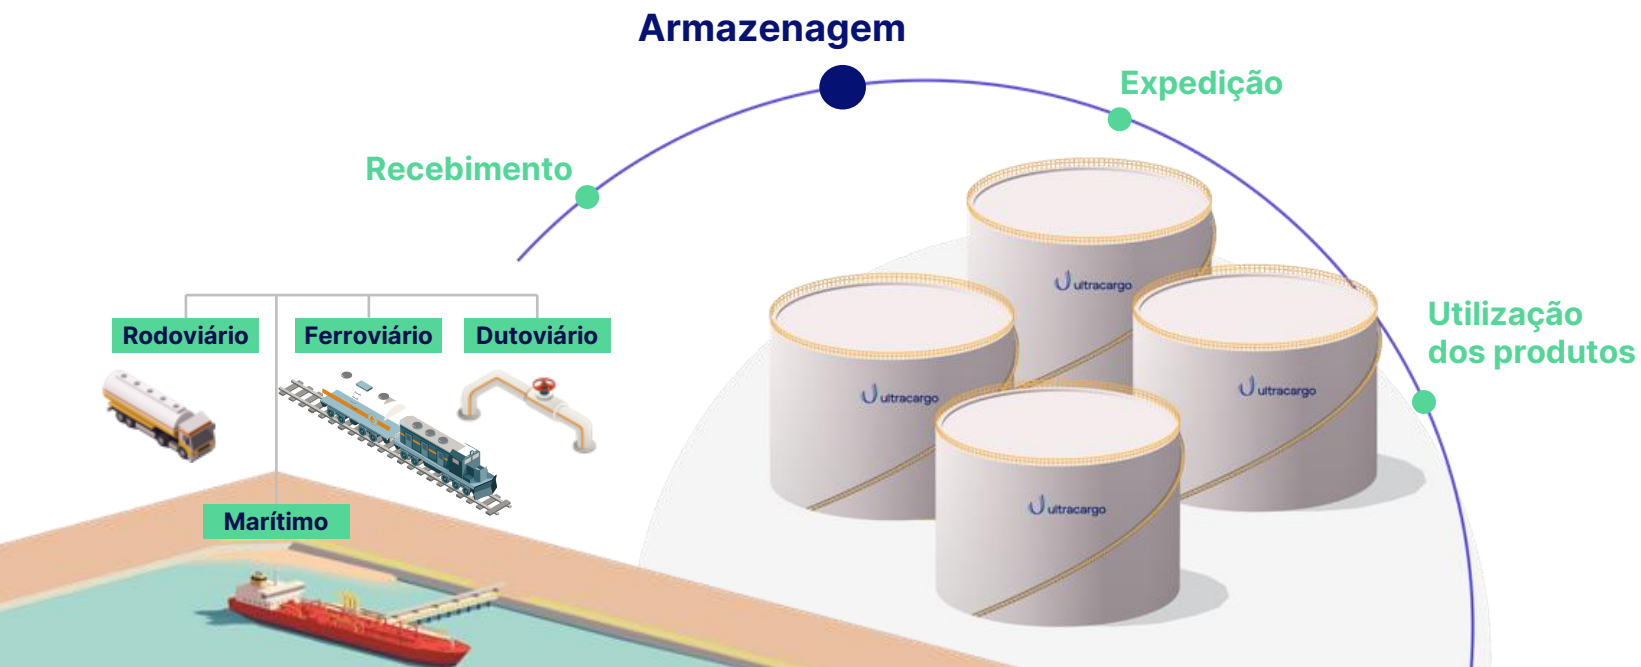 Armazenagem
Expedição
Recebimento
Utilização
dos produtos
Rodoviário
Ferroviário
Dutoviário
Marítimo
ultracargo
ultracargo
ultracargo
ultracargo